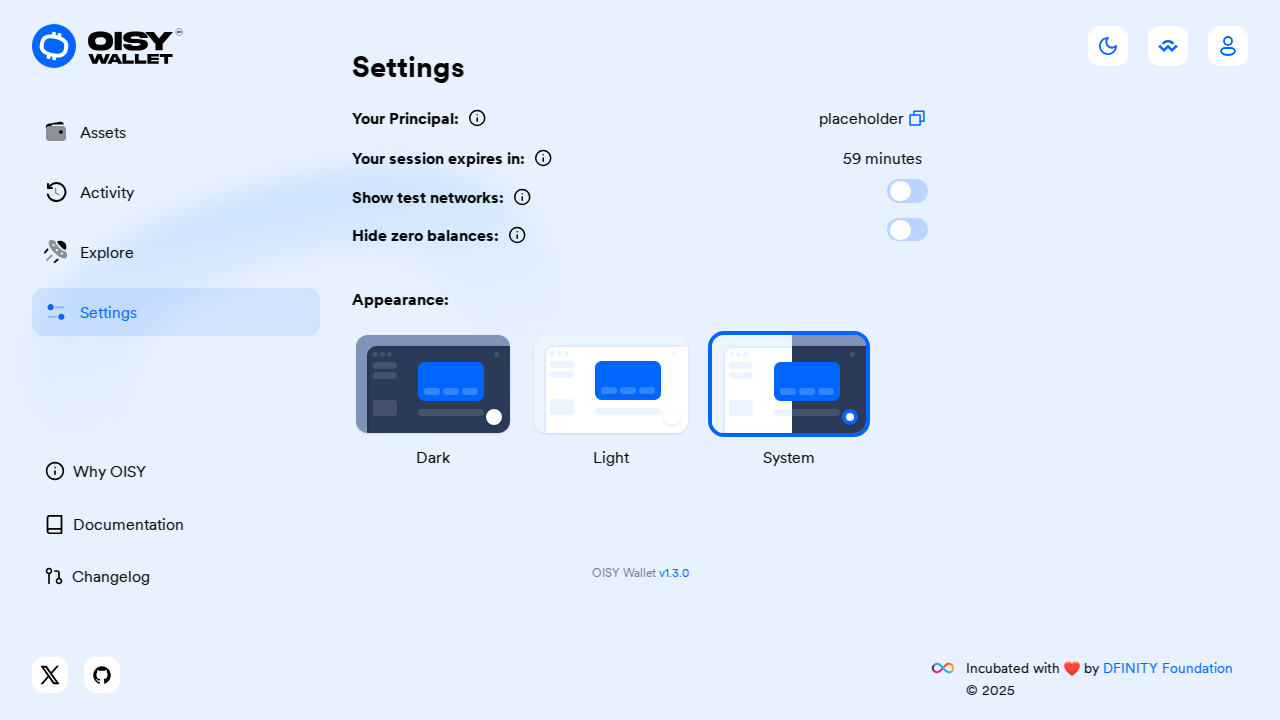 OISY
WALLET
Settings
Assets
Your Principal:
placeholder
Your session expires in:
59 minutes
Activity
Show test networks:
Hide zero balances:
Explore
Appearance:
Settings
Dark
Light
System
Why OISY
Documentation
Changelog
OISY Wallet v1.3.0
Incubated with ❤️ by DFINITY Foundation
© 2025